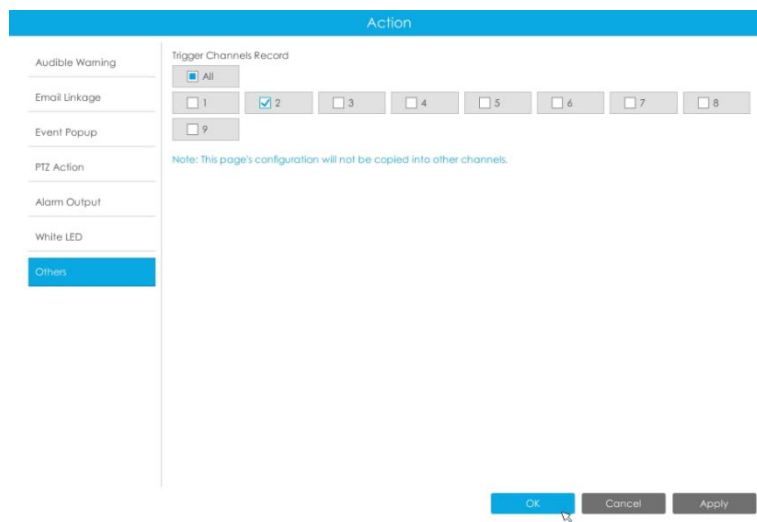 Action
Audible Warning
Email Linkage
Event Popup
PTZ Action
Alarm Output
White LED
Others
Trigger Channels Record
All
1 2 3 4 5 6 7 8
9
Note: This page's configuration will not be copied into other channels.
OK Cancel Apply